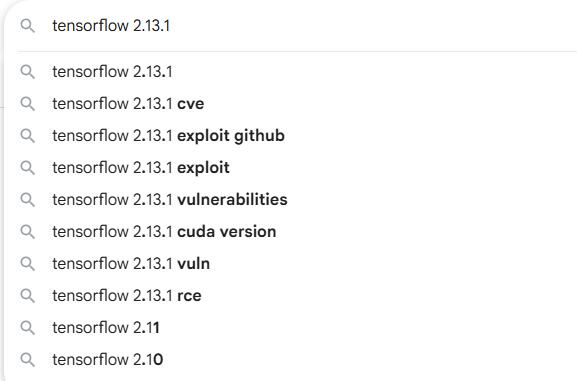 tensorflow 2.13.1
tensorflow 2.13.1
tensorflow 2.13.1 cve
tensorflow 2.13.1 exploit github
tensorflow 2.13.1 exploit
tensorflow 2.13.1 vulnerabilities
tensorflow 2.13.1 cuda version
tensorflow 2.13.1 vuln
tensorflow 2.13.1 rce
tensorflow 2.11
tensorflow 2.10